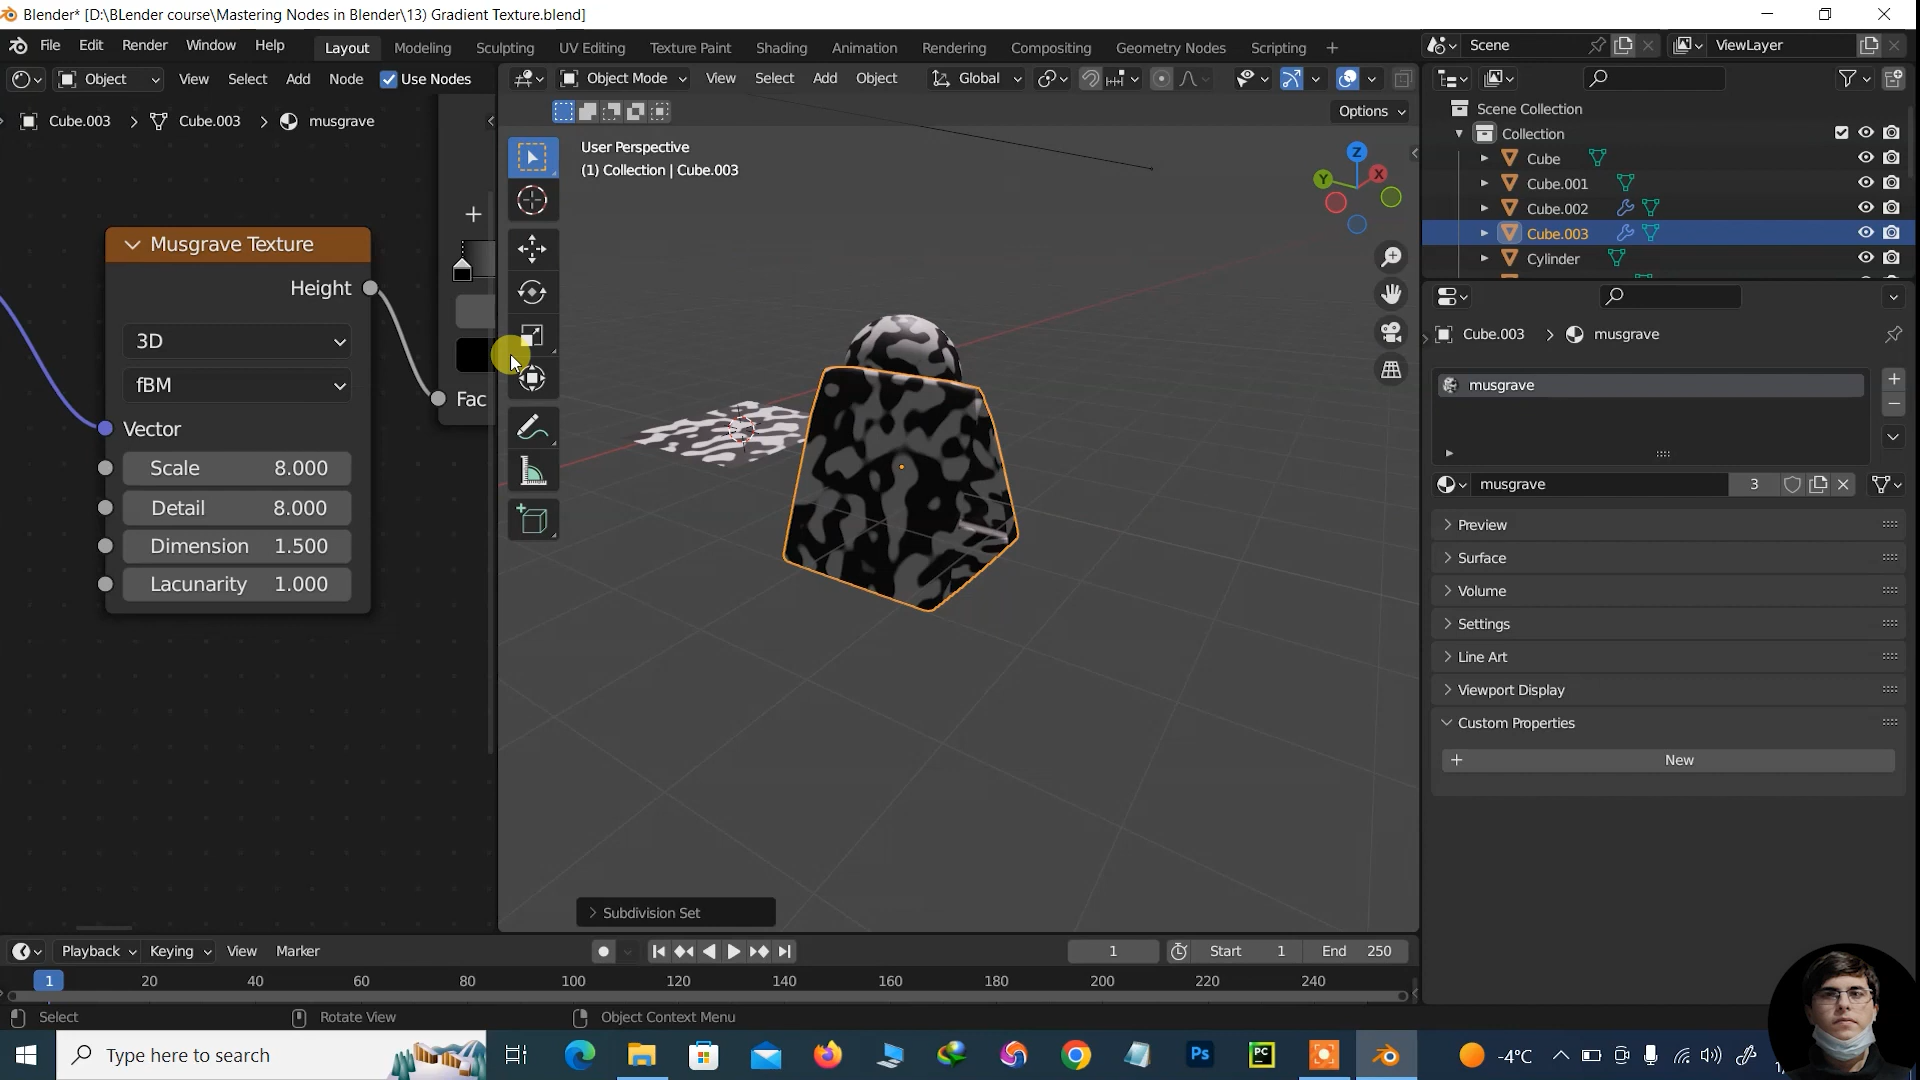 Blender* [D:\BLender course\Mastering Nodes in Blender\13) Gradient Texture.blend]
File Edit Render Window Help Layout Modeling Sculpting UV Editing Texture Paint Shading Animation Rendering Compositing Geometry Nodes Scripting + Scene ViewLayer
Object View Select Add Node Use Nodes Object Mode View Select Add Object Global
Cube.003 > Cube.003 > musgrave
Options
User Perspective
(1) Collection | Cube.003
Z
X
Y
Scene Collection
Collection
Cube
Cube.001
Cube.002
Cube.003
Cylinder
Musgrave Texture
Height
3D
fBM
Vector
Scale 8.000
Detail 8.000
Dimension 1.500
Lacunarity 1.000
Fac
Cube.003 > musgrave
musgrave
musgrave 3
Preview
Surface
Volume
Settings
Line Art
Viewport Display
Custom Properties
+ New
> Subdivision Set
Playback Keying View Marker 1 Start 1 End 250
1 20 40 60 80 100 120 140 160 180 200 220 240
Select Rotate View Object Context Menu
Type here to search Ps PC -4°C